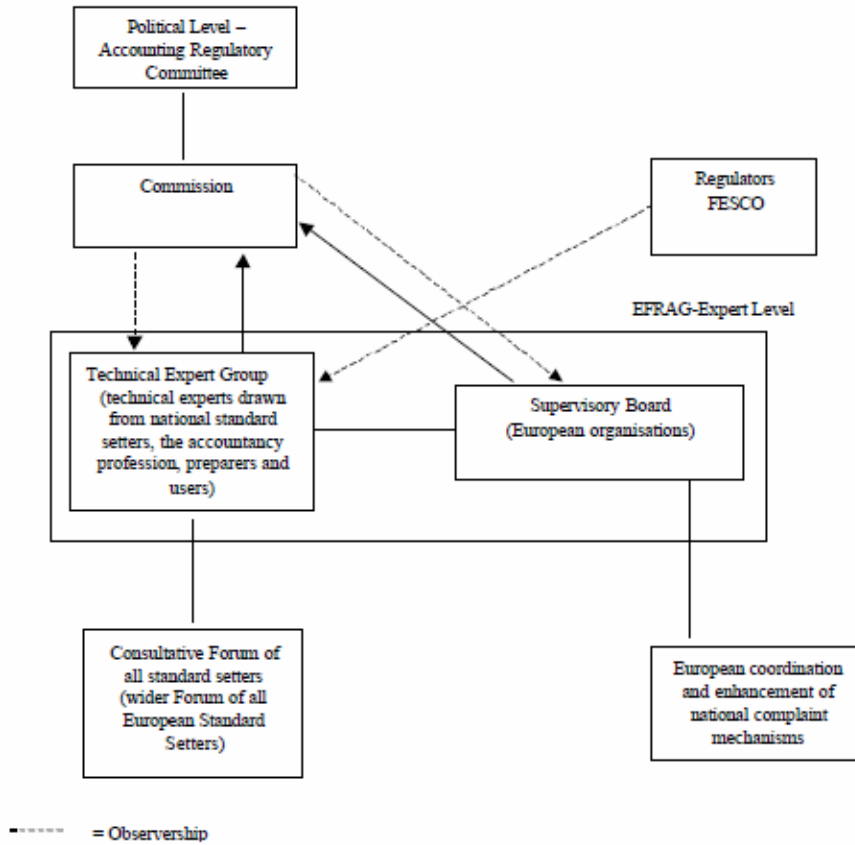 Political Level –
Accounting Regulatory
Committee
Commission
Regulators
FESCO
EFRAG-Expert Level
Technical Expert Group
(technical experts drawn
from national standard
setters, the accountancy
profession, preparers and
users)
Supervisory Board
(European organisations)
Consultative Forum of
all standard setters
(wider Forum of all
European Standard
Setters)
European coordination
and enhancement of
national complaint
mechanisms
= Observership